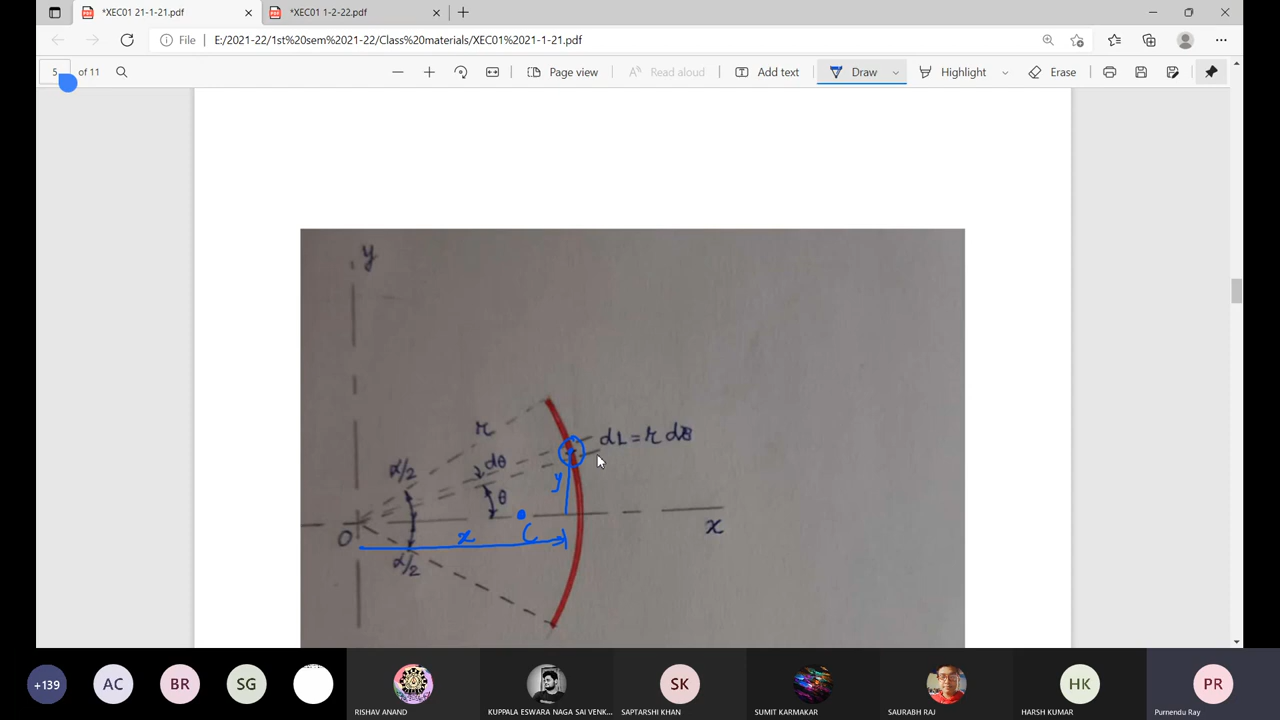 *XEC01 21-1-21.pdf
*XEC01 1-2-22.pdf
File
E:/2021-22/1st%20sem%2021-22/Class%20materials/XEC01%2021-1-21.pdf
5 of 11
Page view
Read aloud
Add text
Draw
Highlight
Erase
y
r
dL = r dθ
α/2
dθ
θ
y
O
x
C
x
α/2
+139
AC
BR
SG
SK
HK
PR
RISHAV ANAND
KUPPALA ESWARA NAGA SAI VENK...
SAPTARSHI KHAN
SUMIT KARMAKAR
SAURABH RAJ
HARSH KUMAR
Purnendu Ray